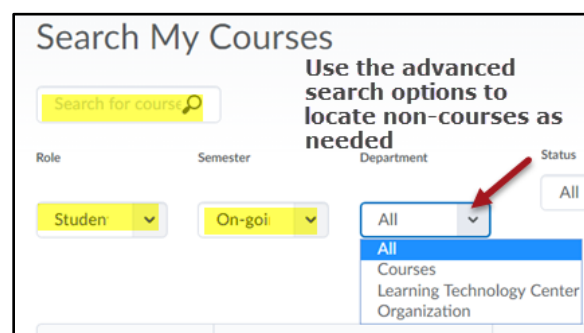 Search My Courses
Use the advanced
search options to
locate non-courses as
needed
Search for course
Role
Semester
Department
Status
Studen
On-goi
All
All
All
Courses
Learning Technology Center
Organization